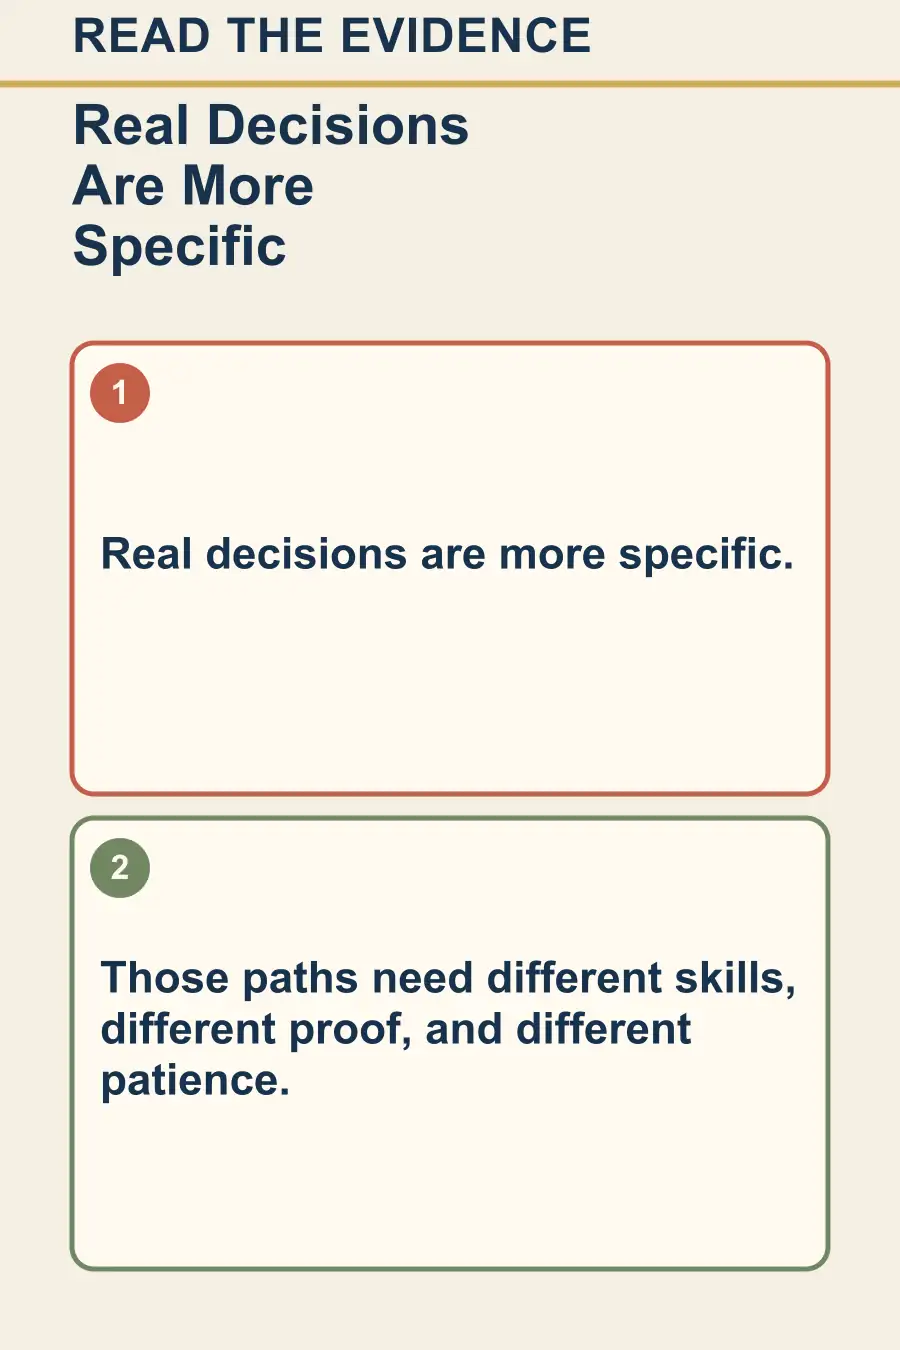 READ THE EVIDENCE
Real Decisions
Are More
Specific
1
Real decisions are more specific.
2
Those paths need different skills,
different proof, and different
patience.